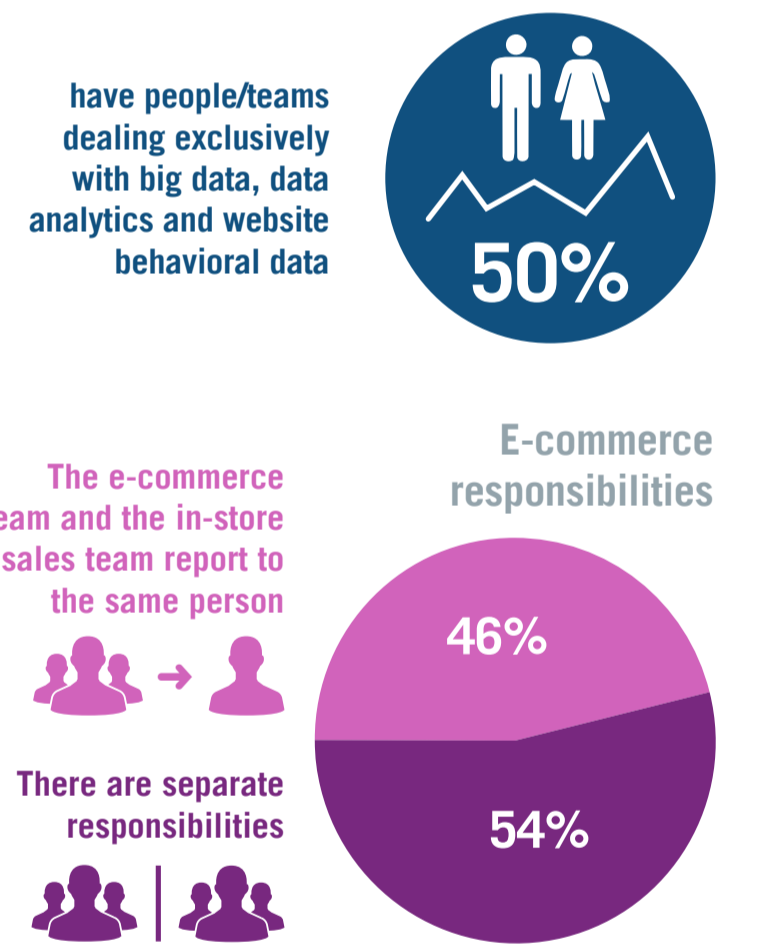 have people/teams
dealing exclusively
with big data, data
analytics and website
behavioral data
50%
E-commerce
responsibilities
The e-commerce
eam and the in-store
sales team report to
the same person
46%
There are separate
responsibilities
54%